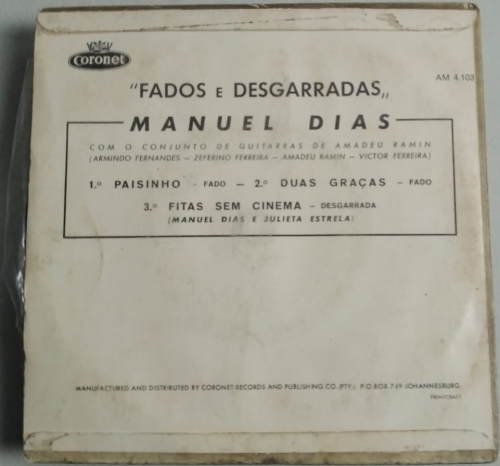 Coronet
AM 4.103
"FADOS E DESGARRADAS„
MANUEL DIAS
COM O CONJUNTO DE GUITARRAS DE AMADEU RAMIN
(ARMINDO FERNANDES — ZEFERINO FERREIRA — AMADEU RAMIN — VICTOR FERREIRA)
1.º PAISINHO - FADO — 2.º DUAS GRAÇAS - FADO
3.º FITAS SEM CINEMA - DESGARRADA
(MANUEL DIAS E JULIETA ESTRELA)
MANUFACTURED AND DISTRIBUTED BY CORONET RECORDS AND PUBLISHING CO. (PTY.) P.O. BOX 749 JOHANNESBURG.
PRINTCRAFT